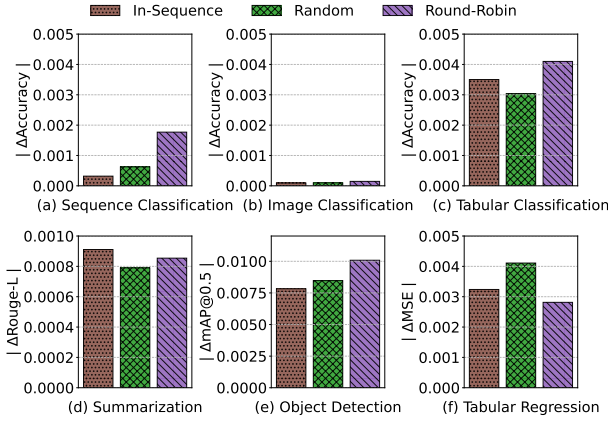 In-Sequence Random Round-Robin
| ΔAccuracy |
0.005
0.004
0.003
0.002
0.001
0.000
(a) Sequence Classification
| ΔAccuracy |
0.005
0.004
0.003
0.002
0.001
0.000
(b) Image Classification
| ΔAccuracy |
0.005
0.004
0.003
0.002
0.001
0.000
(c) Tabular Classification
| ΔRouge-L |
0.0010
0.0008
0.0006
0.0004
0.0002
0.0000
(d) Summarization
| ΔmAP@0.5 |
0.0100
0.0075
0.0050
0.0025
0.0000
(e) Object Detection
| ΔMSE |
0.005
0.004
0.003
0.002
0.001
0.000
(f) Tabular Regression